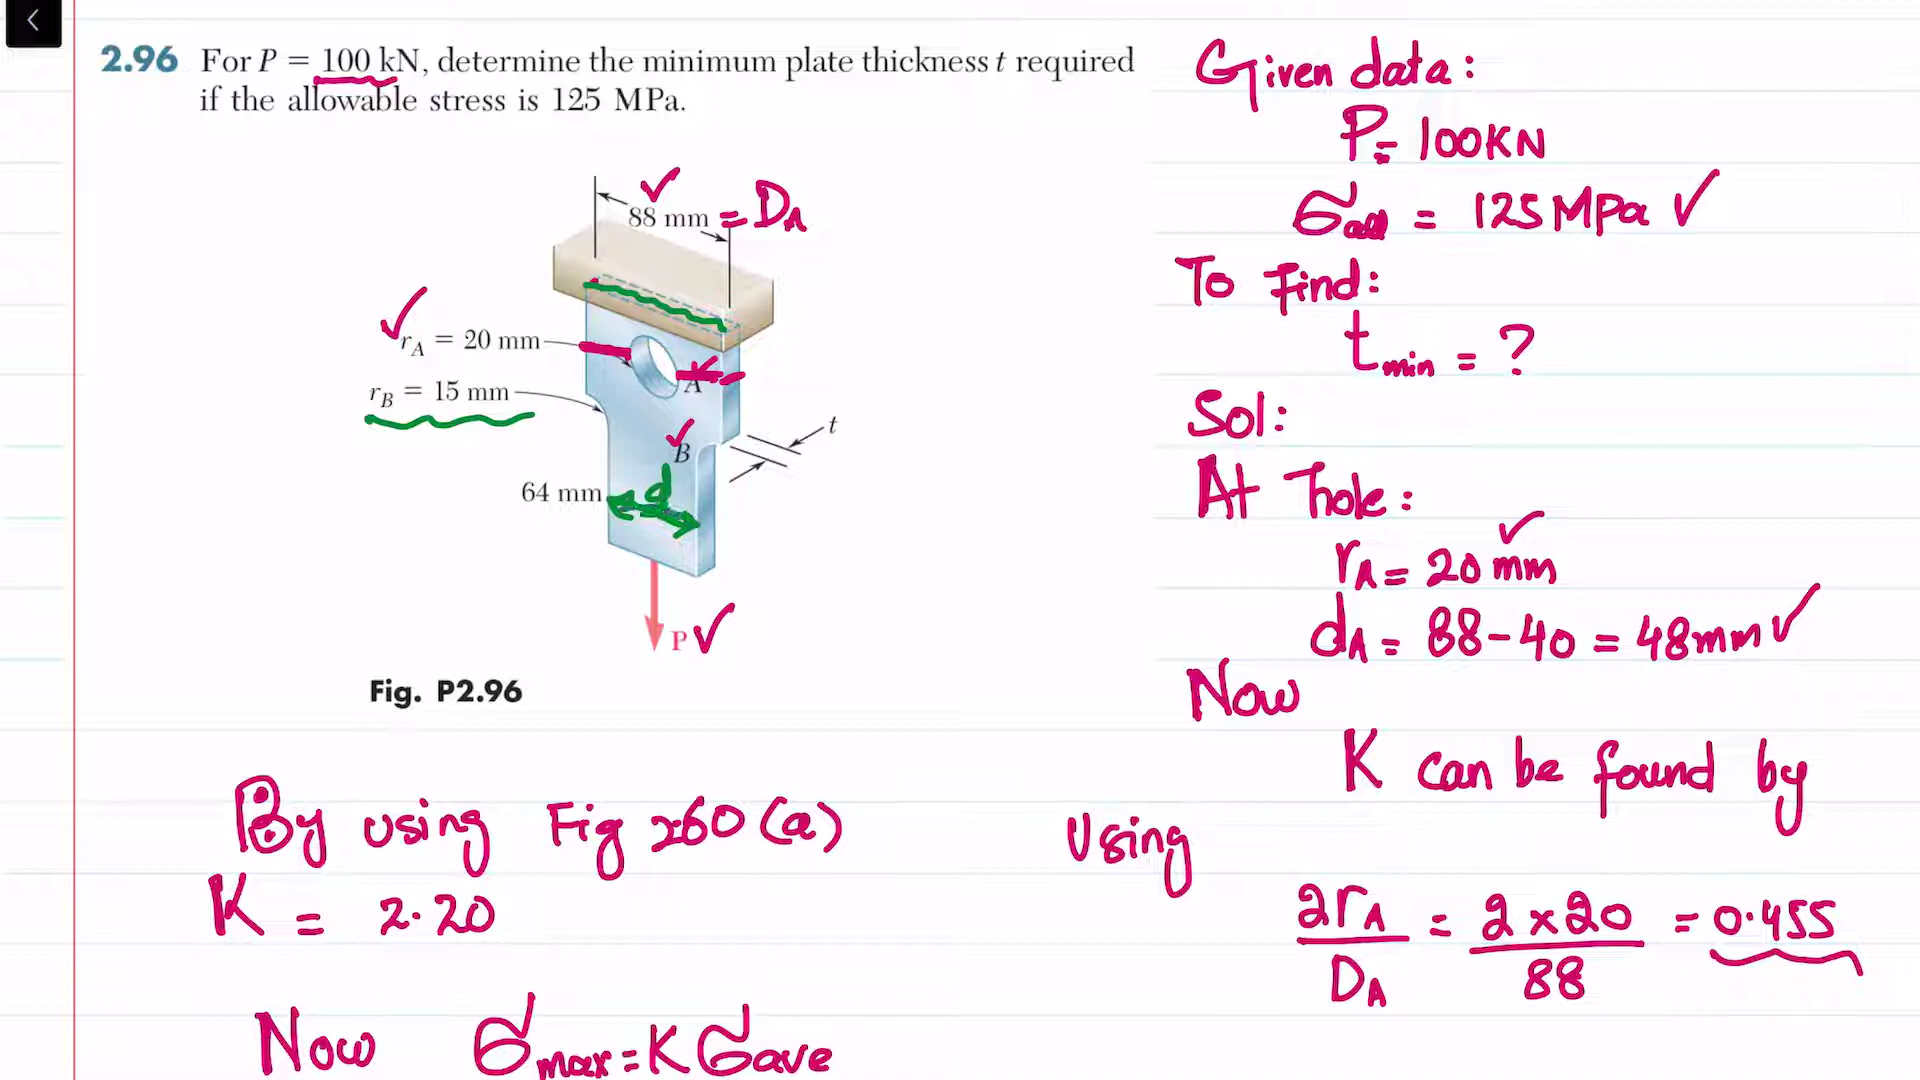 2.96 For P = 100 kN, determine the minimum plate thickness t required
if the allowable stress is 125 MPa.
88 mm = DA
rA = 20 mm
A
rB = 15 mm
t
B
d
64 mm
P
Fig. P2.96
By using Fig 2.60 (a)
K = 2.20
Now σmax = K σave
Given data:
P = 100KN
σall = 125 MPa
To Find:
tmin = ?
Sol:
At hole:
rA = 20 mm
dA = 88-40 = 48mm
Now
K can be found by
Using
2rA/DA = 2x20/88 = 0.455